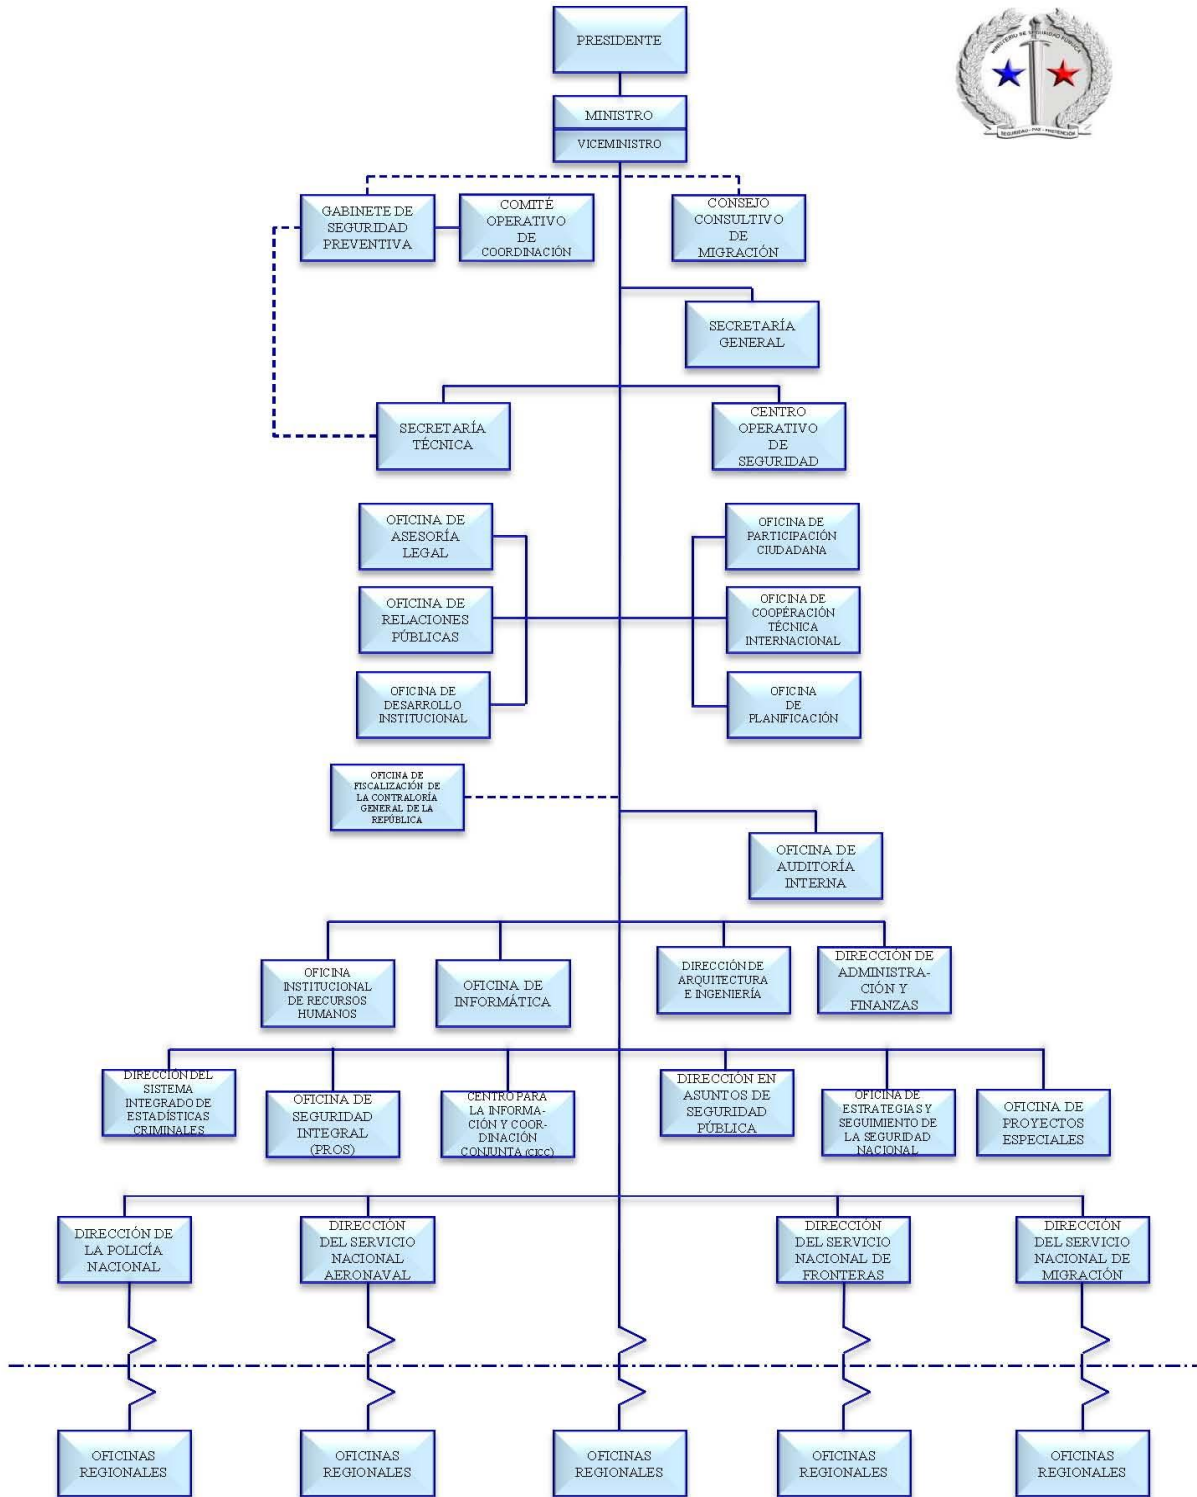 PRESIDENTE
MINISTERIO DE SEGURIDAD PÚBLICA
SEGURIDAD - PAZ - PROTECCIÓN
MINISTRO
VICEMINISTRO
GABINETE DE
SEGURIDAD
PREVENTIVA
COMITÉ
OPERATIVO
DE
COORDINACIÓN
CONSEJO
CONSULTIVO
DE
MIGRACIÓN
SECRETARÍA
GENERAL
SECRETARÍA
TÉCNICA
CENTRO
OPERATIVO
DE
SEGURIDAD
OFICINA DE
ASESORÍA
LEGAL
OFICINA DE
PARTICIPACIÓN
CIUDADANA
OFICINA DE
RELACIONES
PÚBLICAS
OFICINA DE
COOPÉRACIÓN
TÉCNICA
INTERNACIONAL
OFICINA DE
DESARROLLO
INSTITUCIONAL
OFICINA
DE
PLANIFICACIÓN
OFICINA DE
FISCALIZACIÓN DE
LA CONTRALORÍA
GENERAL DE LA
REPÚBLICA
OFICINA DE
AUDITORÍA
INTERNA
OFICINA
INSTITUCIONAL
DE RECURSOS
HUMANOS
OFICINA DE
INFORMÁTICA
DIRECCIÓN DE
ARQUITECTURA
E INGENIERÍA
DIRECCIÓN DE
ADMINISTRA-
CIÓN Y
FINANZAS
DIRECCIÓN DEL
SISTEMA
INTEGRADO DE
ESTADÍSTICAS
CRIMINALES
OFICINA DE
SEGURIDAD
INTEGRAL
(PROS)
CENTRO PARA
LA INFORMA-
CIÓN Y COOR-
DINACIÓN
CONJUNTA (CICC)
DIRECCIÓN EN
ASUNTOS DE
SEGURIDAD
PÚBLICA
OFICINA DE
ESTRATEGIAS Y
SEGUIMIENTO DE
LA SEGURIDAD
NACIONAL
OFICINA DE
PROYECTOS
ESPECIALES
DIRECCIÓN DE
LA POLICÍA
NACIONAL
DIRECCIÓN
DEL SERVICIO
NACIONAL
AERONAVAL
DIRECCIÓN
DEL SERVICIO
NACIONAL DE
FRONTERAS
DIRECCIÓN
DEL SERVICIO
NACIONAL DE
MIGRACIÓN
OFICINAS
REGIONALES
OFICINAS
REGIONALES
OFICINAS
REGIONALES
OFICINAS
REGIONALES
OFICINAS
REGIONALES